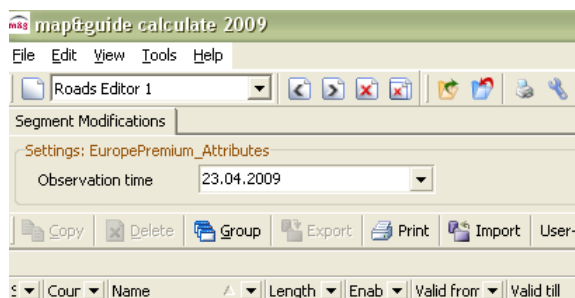 m&g map&guide calculate 2009
File Edit View Tools Help
Roads Editor 1
Segment Modifications
Settings: EuropePremium_Attributes
Observation time 23.04.2009
Copy Delete Group Export Print Import User-
S Cour Name Length Enab Valid from Valid till